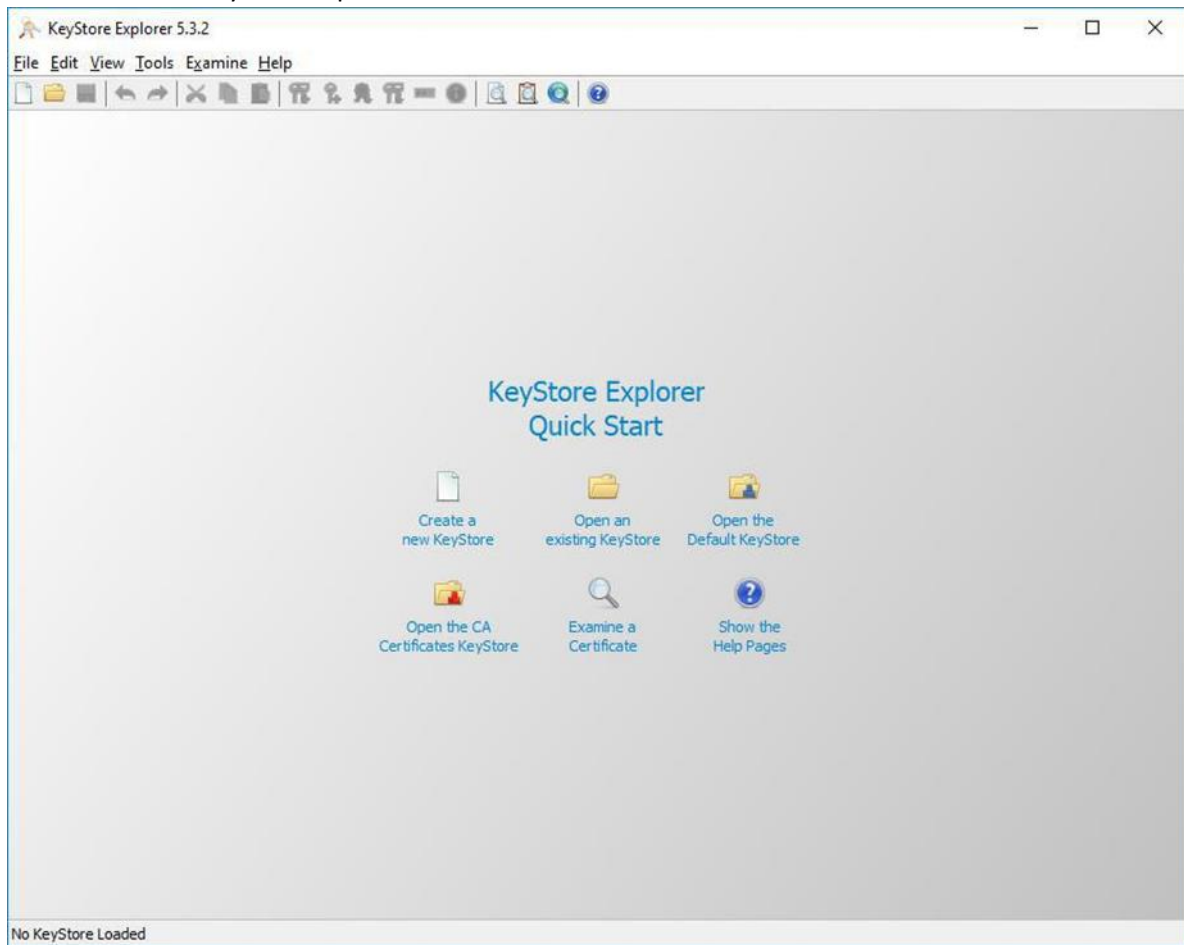 KeyStore Explorer 5.3.2
File Edit View Tools Examine Help
KeyStore Explorer
Quick Start
Create a
new KeyStore
Open an
existing KeyStore
Open the
Default KeyStore
Open the CA
Certificates KeyStore
Examine a
Certificate
Show the
Help Pages
No KeyStore Loaded